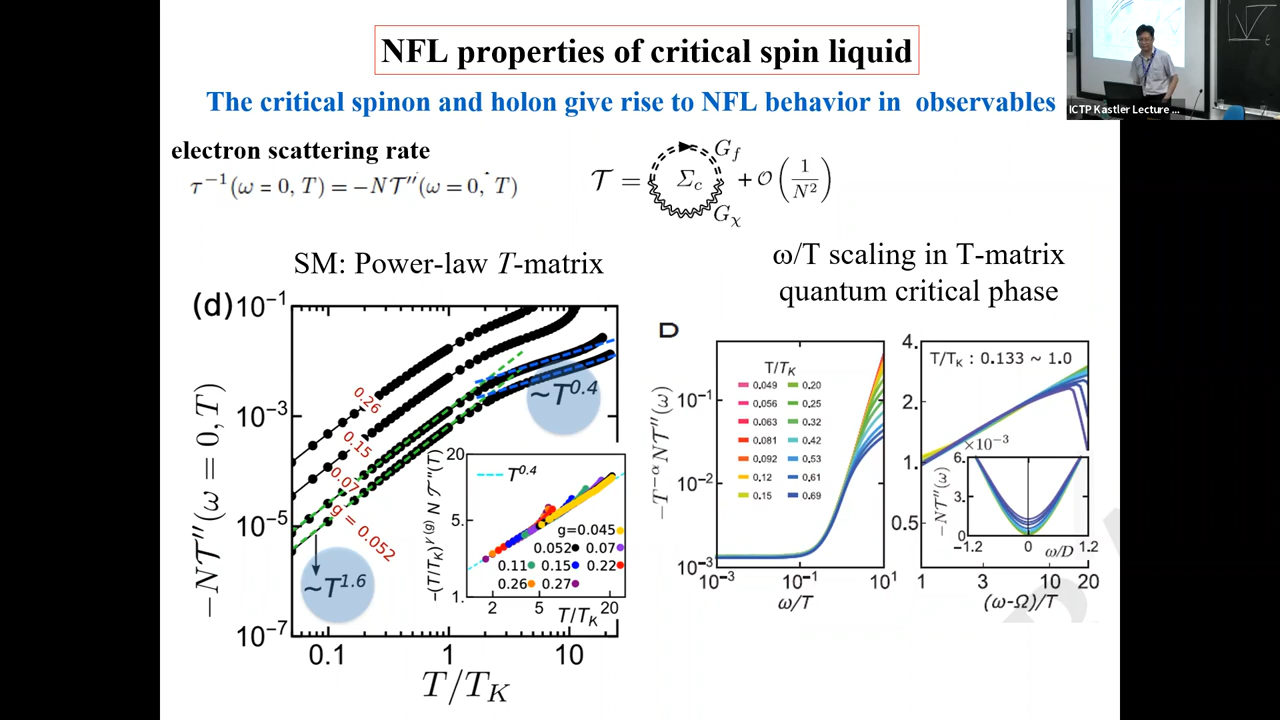 NFL properties of critical spin liquid
The critical spinon and holon give rise to NFL behavior in observables
ICTP Kastler Lecture ...
electron scattering rate
τ⁻¹(ω = 0, T) = −N𝒯″(ω = 0, T)
𝒯 = Σc Gf Gχ + 𝒪(1/N²)
SM: Power-law T-matrix
ω/T scaling in T-matrix
quantum critical phase
(d)
10⁻¹
10⁻³
10⁻⁵
10⁻⁷
−N𝒯″(ω = 0, T)
0.26
0.15
0.07
g = 0.052
~T^0.4
~T^1.6
0.1 1 10
T/T_K
20
5.
1.
T^0.4
−(T/T_K)^γ(g) N 𝒯″(T)
g=0.045
0.052 0.07
0.11 0.15 0.22
0.26 0.27
2 5 20
T/T_K
D
−T^−α N𝒯″(ω)
10⁻¹
10⁻²
10⁻³
T/T_K
0.049 0.20
0.056 0.25
0.063 0.32
0.081 0.42
0.092 0.53
0.12 0.61
0.15 0.69
10⁻³ 10⁻¹ 10¹
ω/T
4.
2.
1.
0.5
T/T_K : 0.133 ~ 1.0
×10⁻³
6.
3
0
−N𝒯″(ω)
−1.2 0 ω/D 1.2
1 3 10 20
(ω-Ω)/T